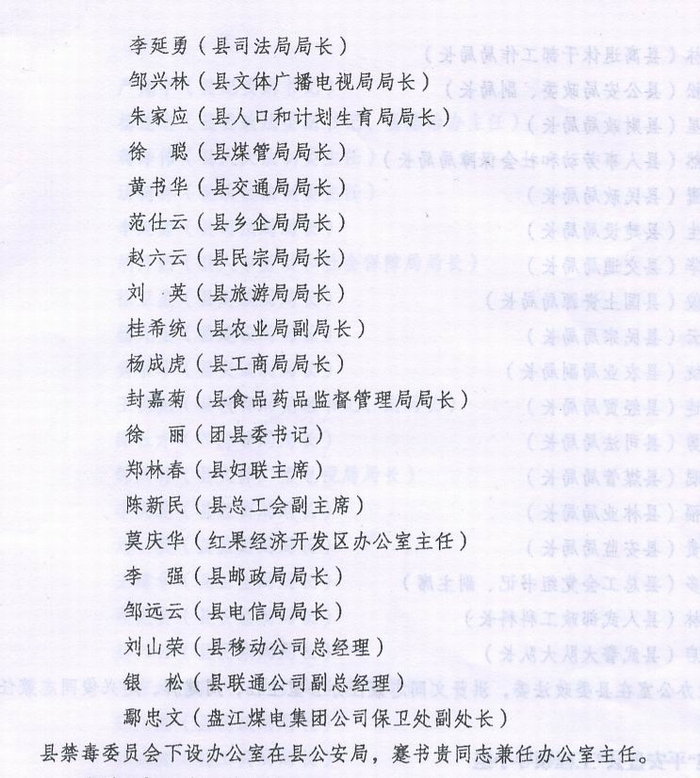 李延勇（县司法局局长）
邹兴林（县文体广播电视局局长）
朱家应（县人口和计划生育局局长）
徐　聪（县煤管局局长）
黄书华（县交通局局长）
范仕云（县乡企局局长）
赵六云（县民宗局局长）
刘　英（县旅游局局长）
桂希统（县农业局副局长）
杨成虎（县工商局局长）
封嘉菊（县食品药品监督管理局局长）
徐　丽（团县委书记）
郑林春（县妇联主席）
陈新民（县总工会副主席）
莫庆华（红果经济开发区办公室主任）
李　强（县邮政局局长）
邹远云（县电信局局长）
刘山荣（县移动公司总经理）
银　松（县联通公司副总经理）
鄢忠文（盘江煤电集团公司保卫处副处长）
县禁毒委员会下设办公室在县公安局，蹇书贵同志兼任办公室主任。